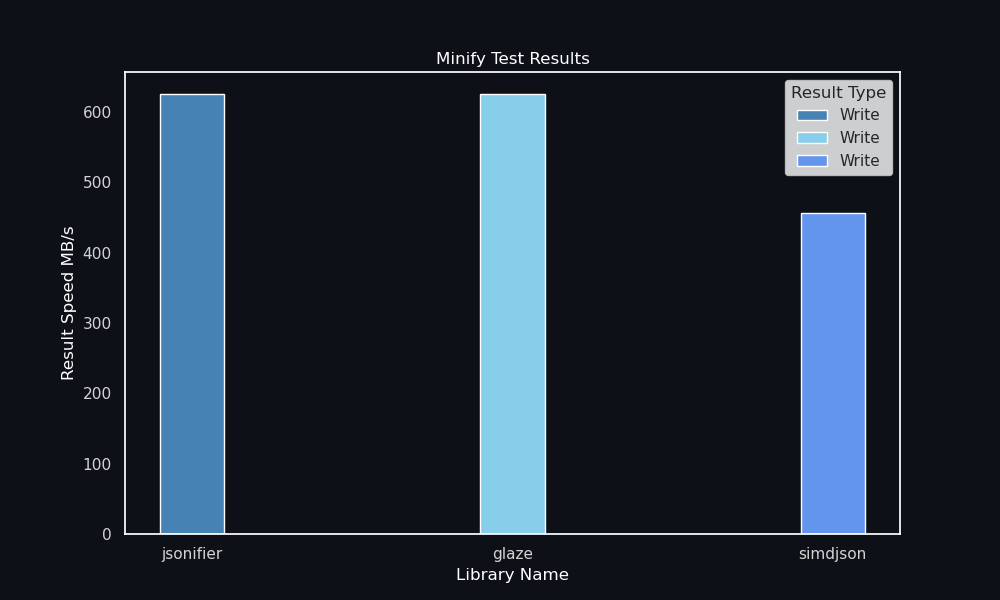 Minify Test Results
Result Type
Write
Write
Write
600
500
400
300
200
100
0
Result Speed MB/s
jsonifier
glaze
simdjson
Library Name